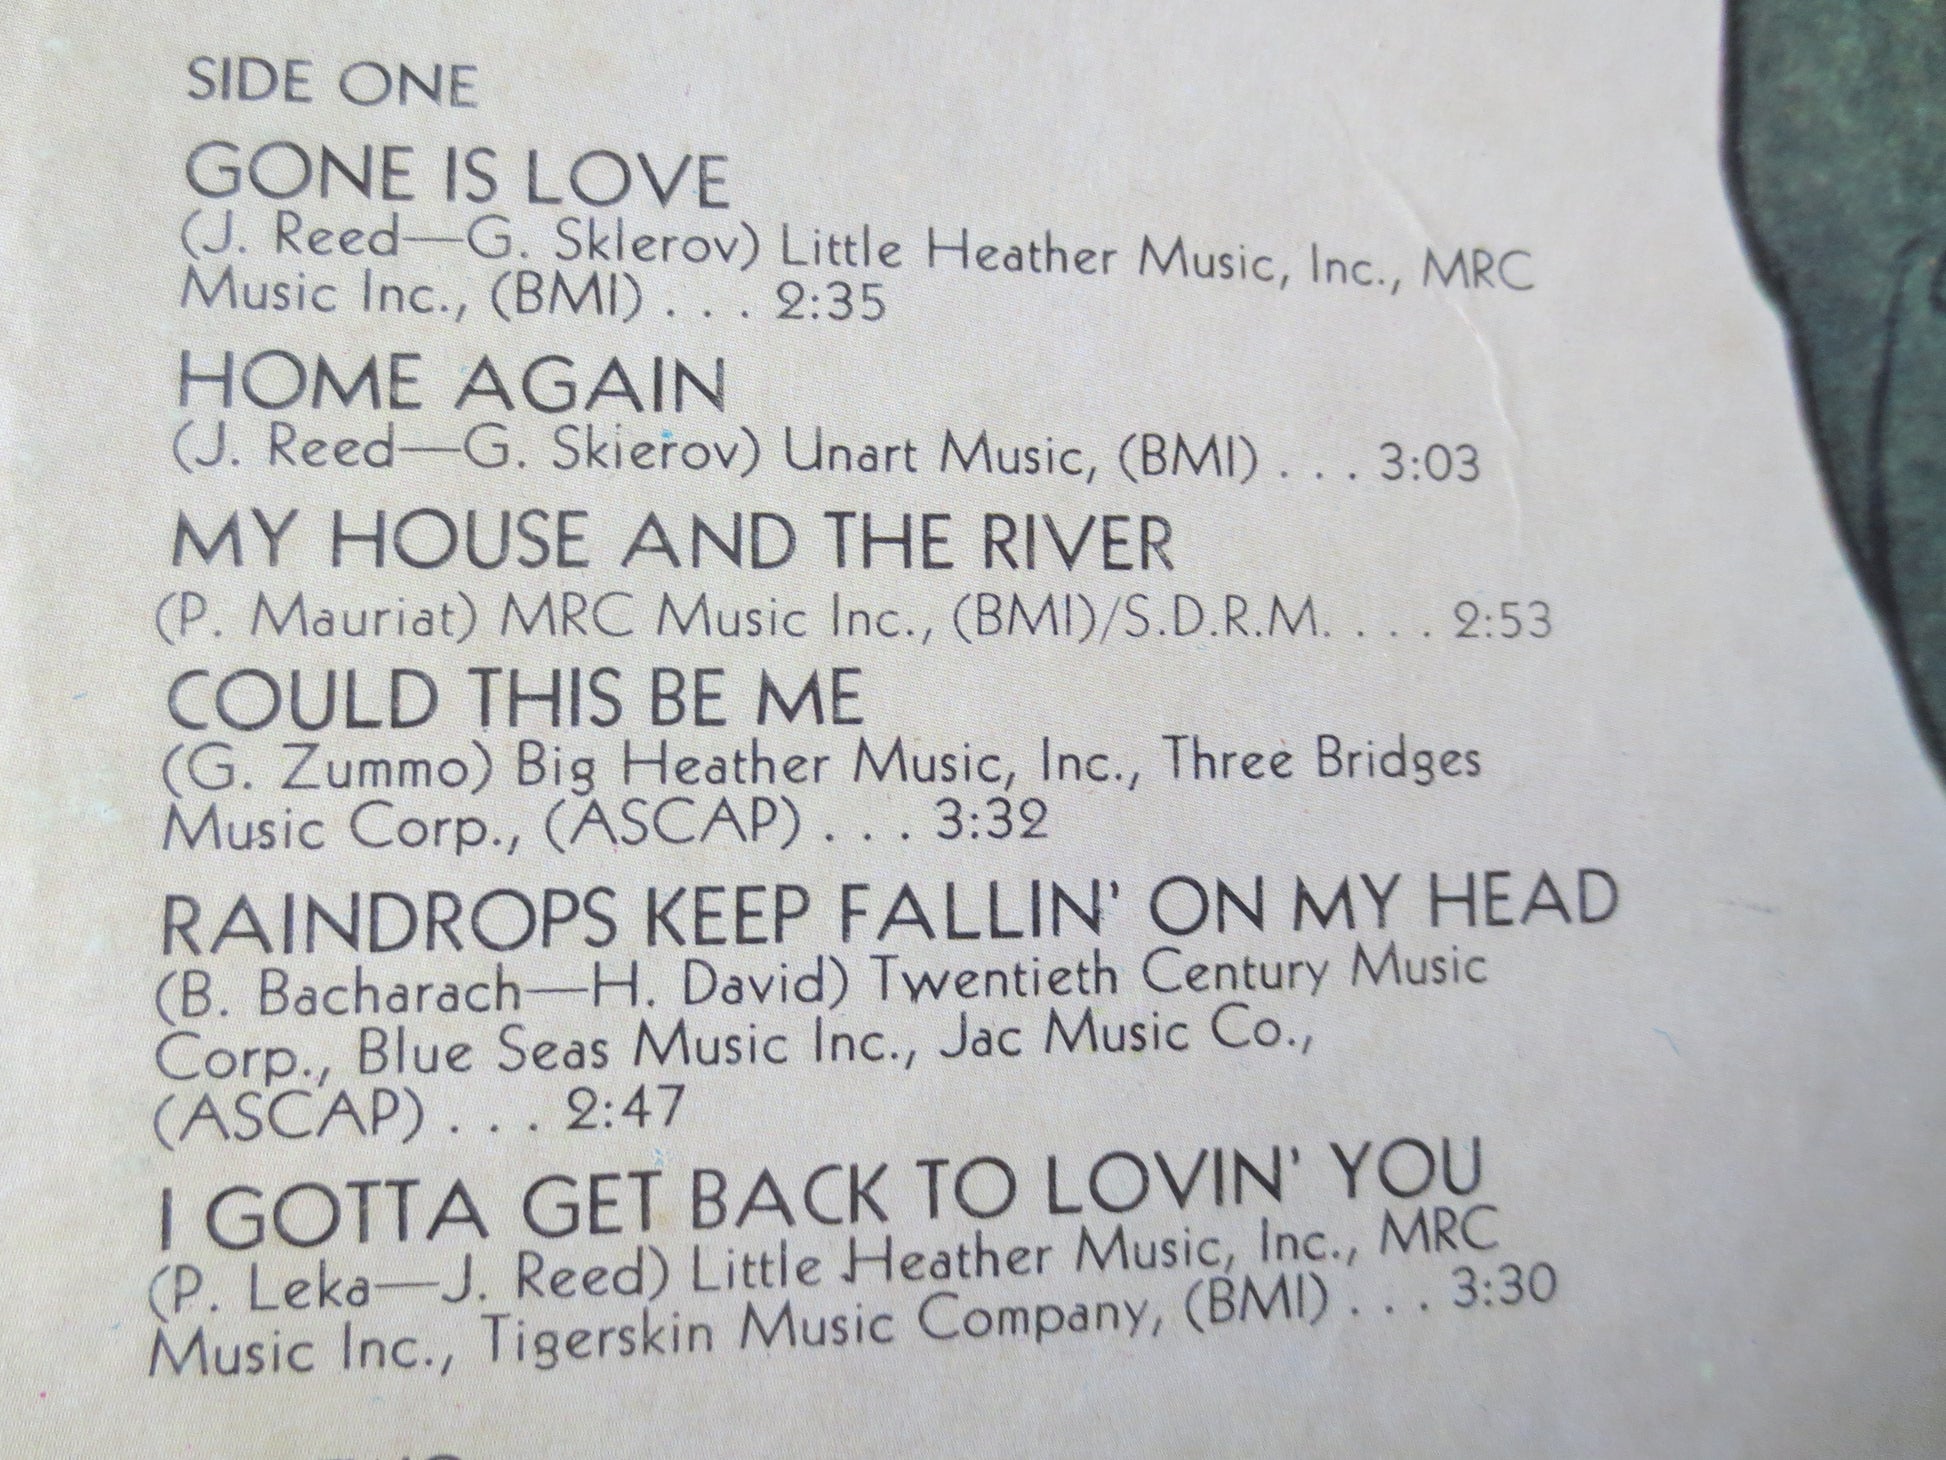 SIDE ONE
GONE IS LOVE
(J. Reed—G. Sklerov) Little Heather Music, Inc., MRC
Music Inc., (BMI) . . . 2:35
HOME AGAIN
(J. Reed—G. Skierov) Unart Music, (BMI) . . . 3:03
MY HOUSE AND THE RIVER
(P. Mauriat) MRC Music Inc., (BMI)/S.D.R.M. . . . 2:53
COULD THIS BE ME
(G. Zummo) Big Heather Music, Inc., Three Bridges
Music Corp., (ASCAP) . . . 3:32
RAINDROPS KEEP FALLIN' ON MY HEAD
(B. Bacharach—H. David) Twentieth Century Music
Corp., Blue Seas Music Inc., Jac Music Co.,
(ASCAP) . . . 2:47
I GOTTA GET BACK TO LOVIN' YOU
(P. Leka—J. Reed) Little Heather Music, Inc., MRC
Music Inc., Tigerskin Music Company, (BMI) . . . 3:30